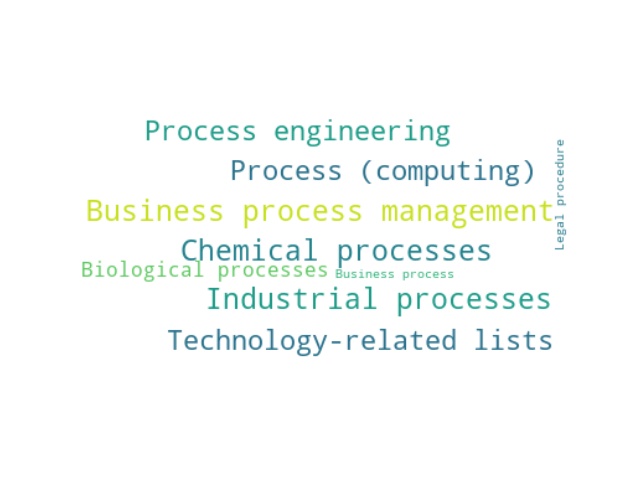 Process engineering
Process (computing)
Legal procedure
Business process management
Chemical processes
Biological processes
Business process
Industrial processes
Technology-related lists